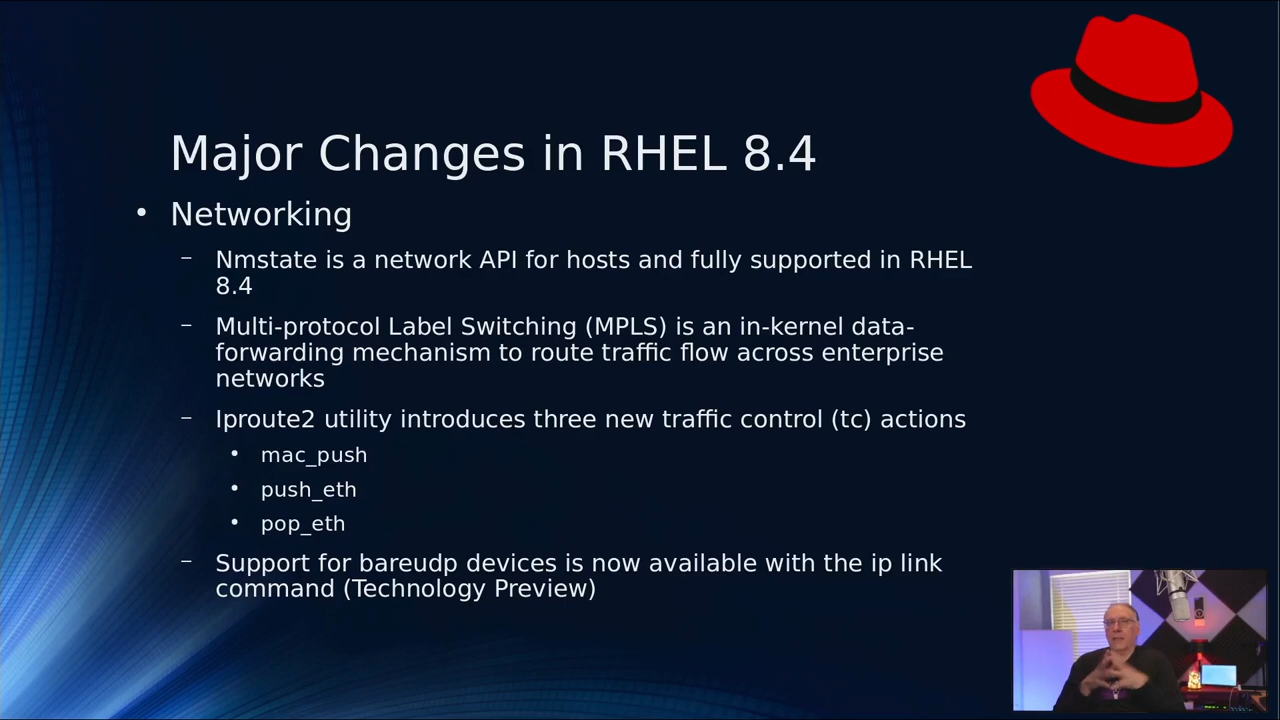 Major Changes in RHEL 8.4
• Networking
– Nmstate is a network API for hosts and fully supported in RHEL
8.4
– Multi-protocol Label Switching (MPLS) is an in-kernel data-
forwarding mechanism to route traffic flow across enterprise
networks
– Iproute2 utility introduces three new traffic control (tc) actions
• mac_push
• push_eth
• pop_eth
– Support for bareudp devices is now available with the ip link
command (Technology Preview)